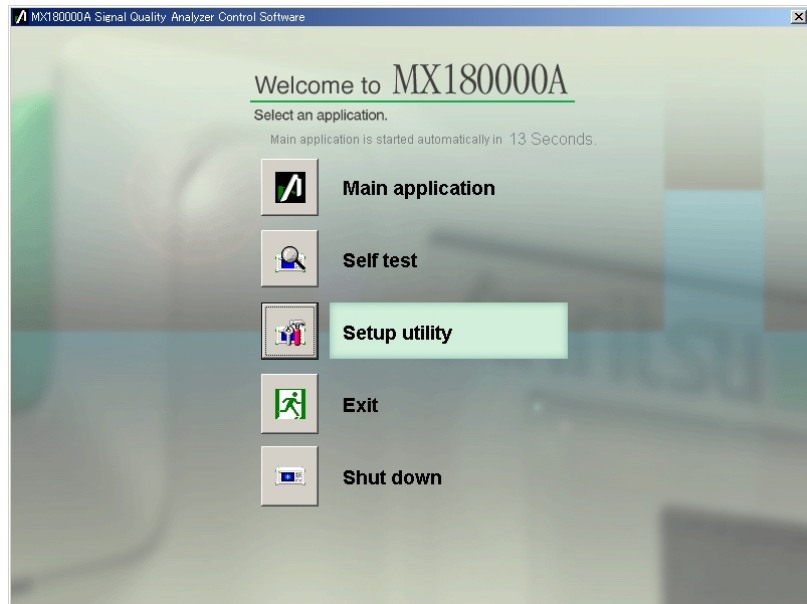 MX180000A Signal Quality Analyzer Control Software
Welcome to MX180000A
Select an application.
Main application is started automatically in 13 Seconds.
Main application
Self test
Setup utility
Exit
Shut down